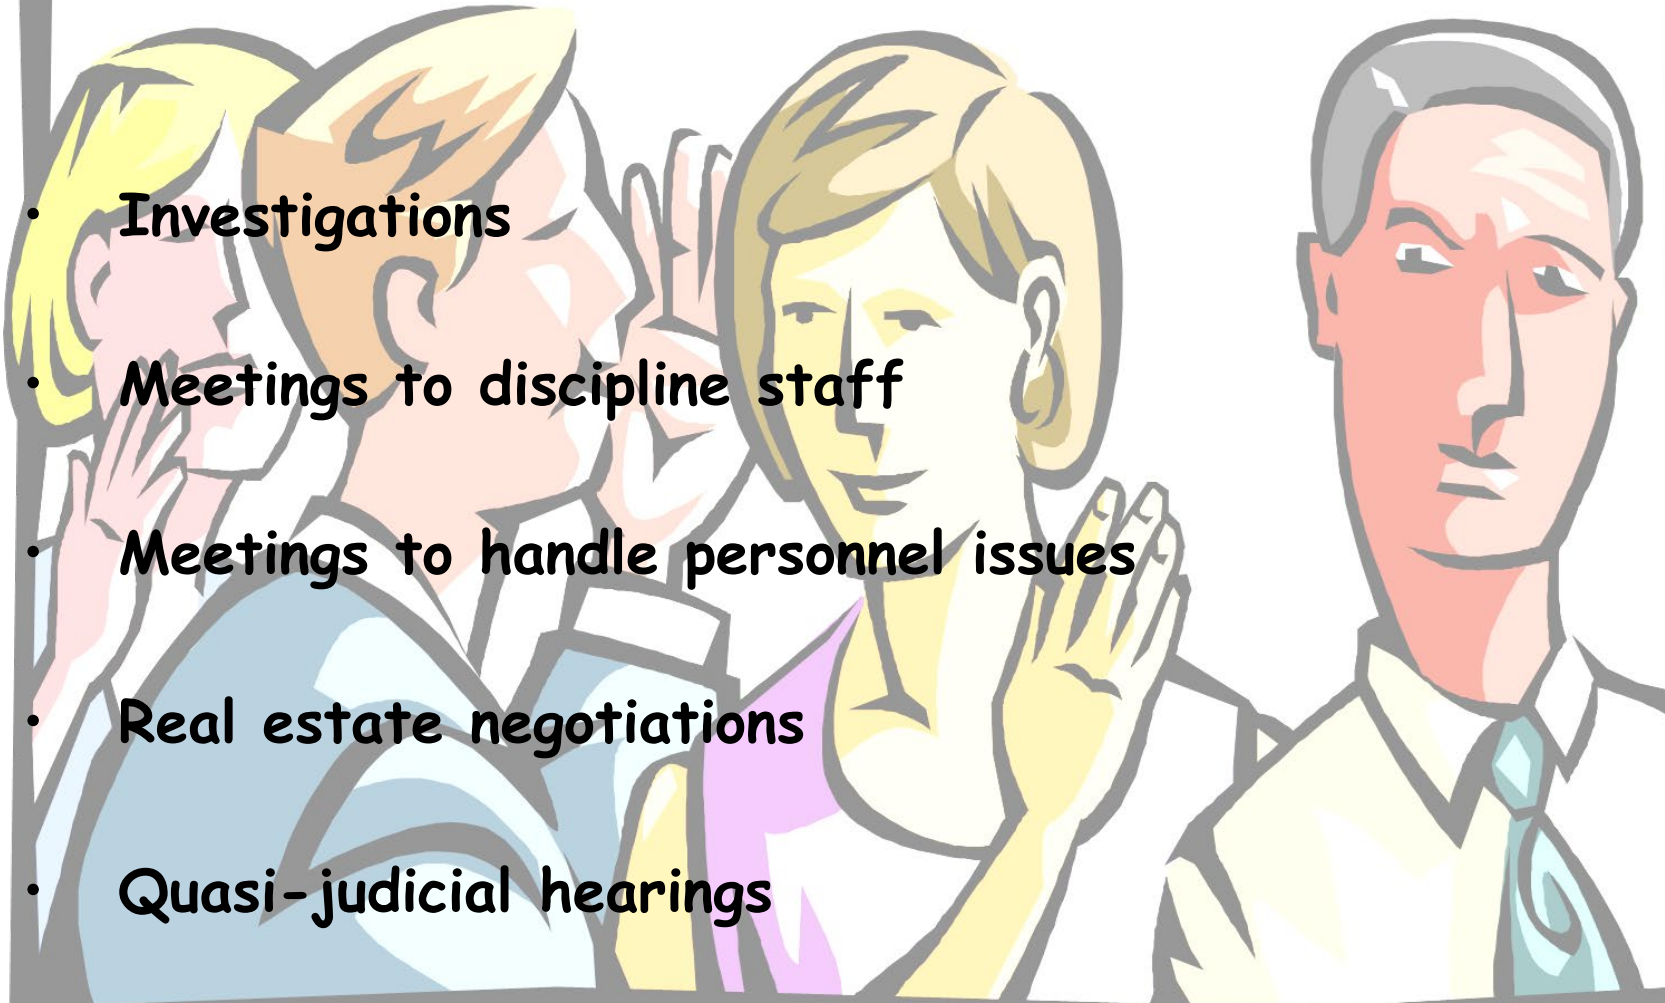 • Investigations
• Meetings to discipline staff
• Meetings to handle personnel issues
• Real estate negotiations
• Quasi-judicial hearings